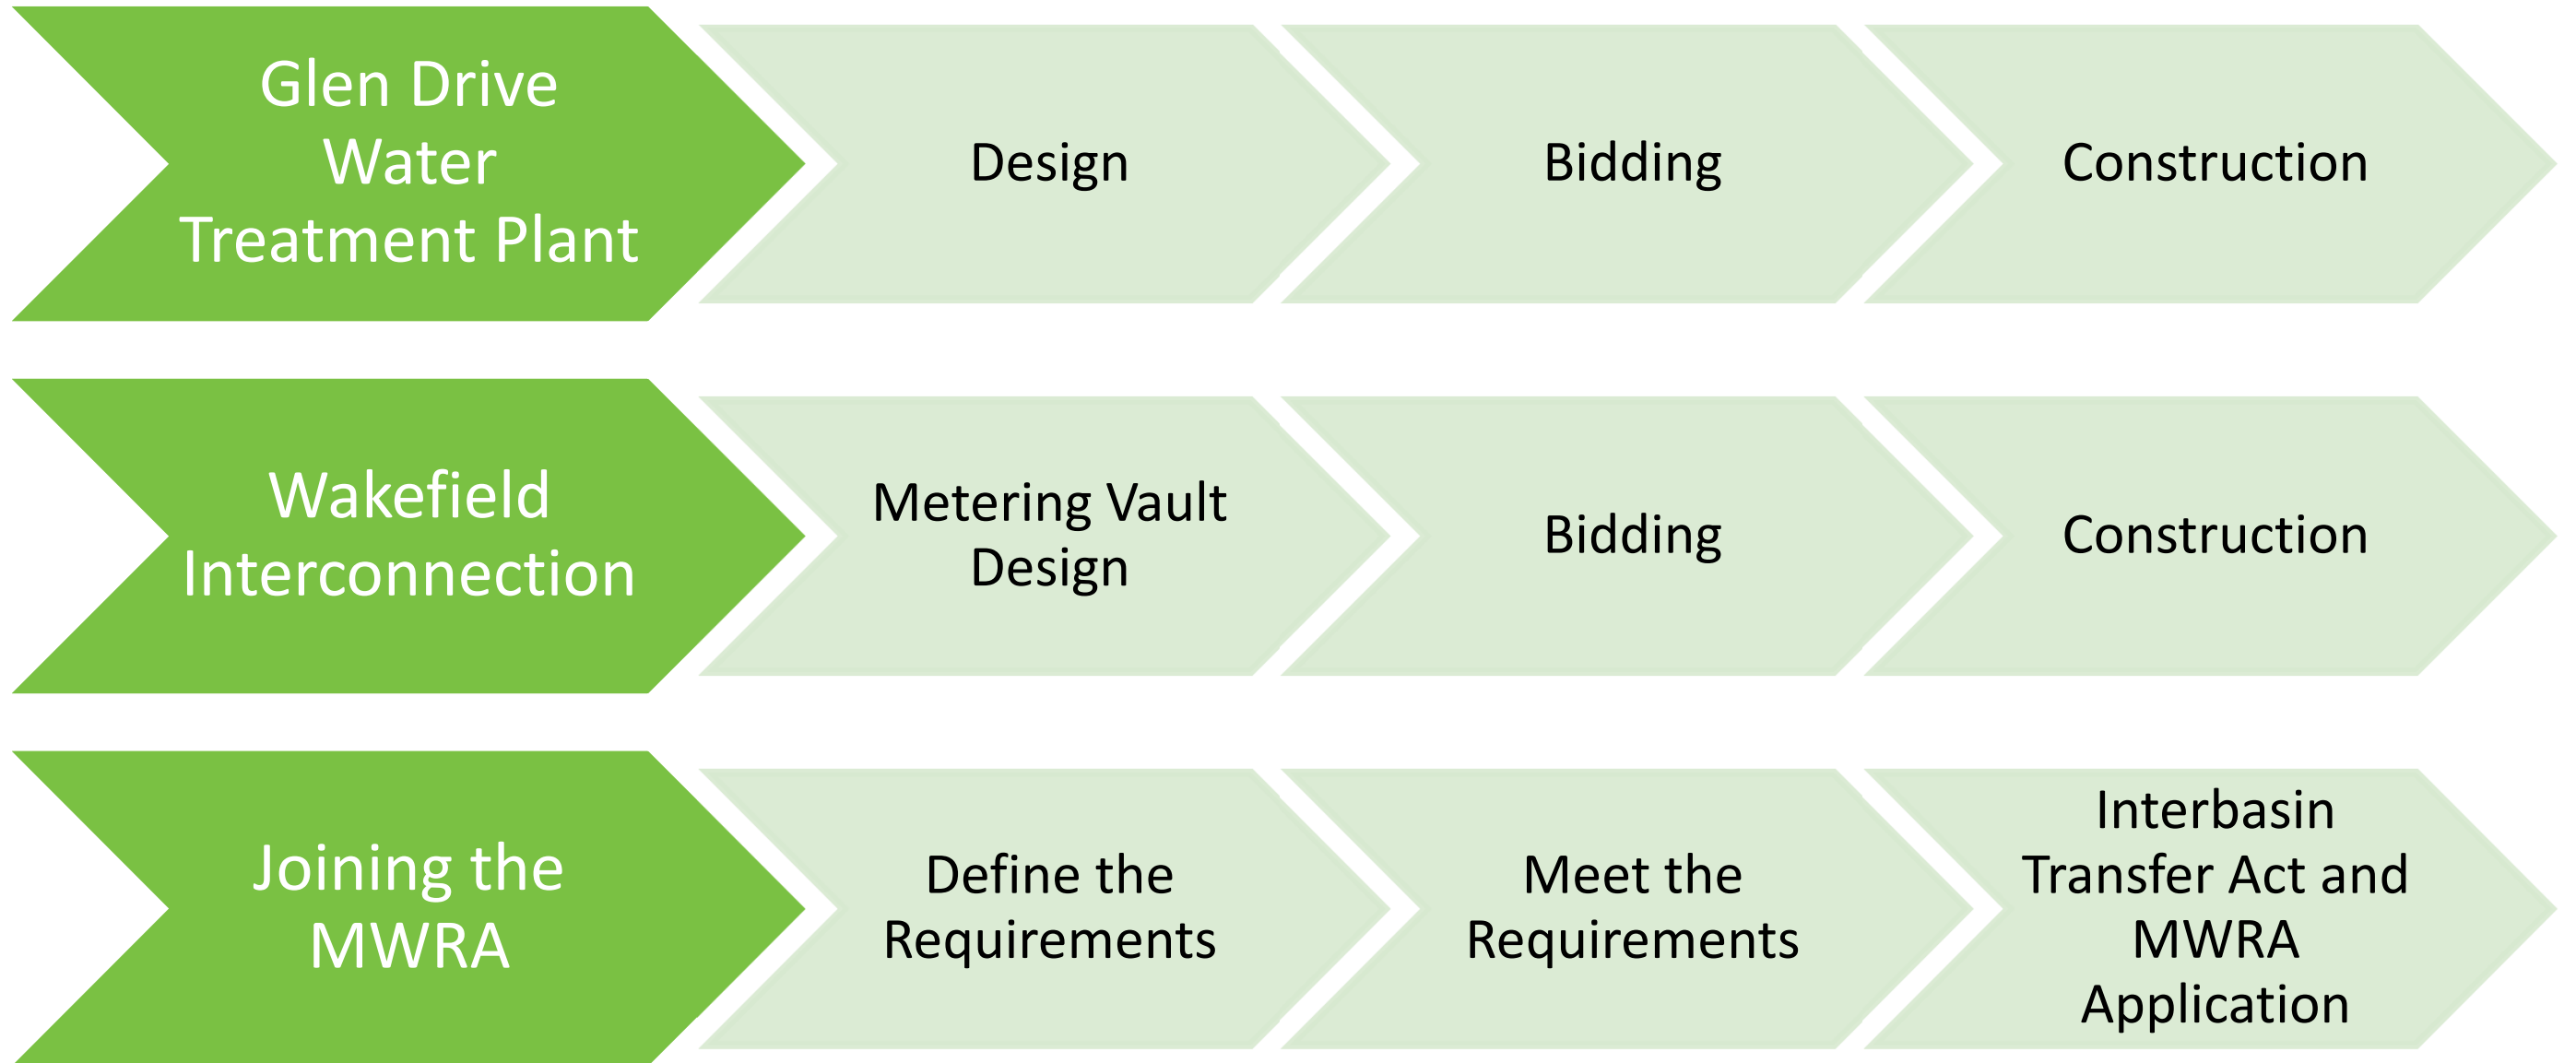 Glen Drive
Water
Treatment Plant
Design
Bidding
Construction
Wakefield
Interconnection
Metering Vault
Design
Bidding
Construction
Joining the
MWRA
Define the
Requirements
Meet the
Requirements
Interbasin
Transfer Act and
MWRA
Application